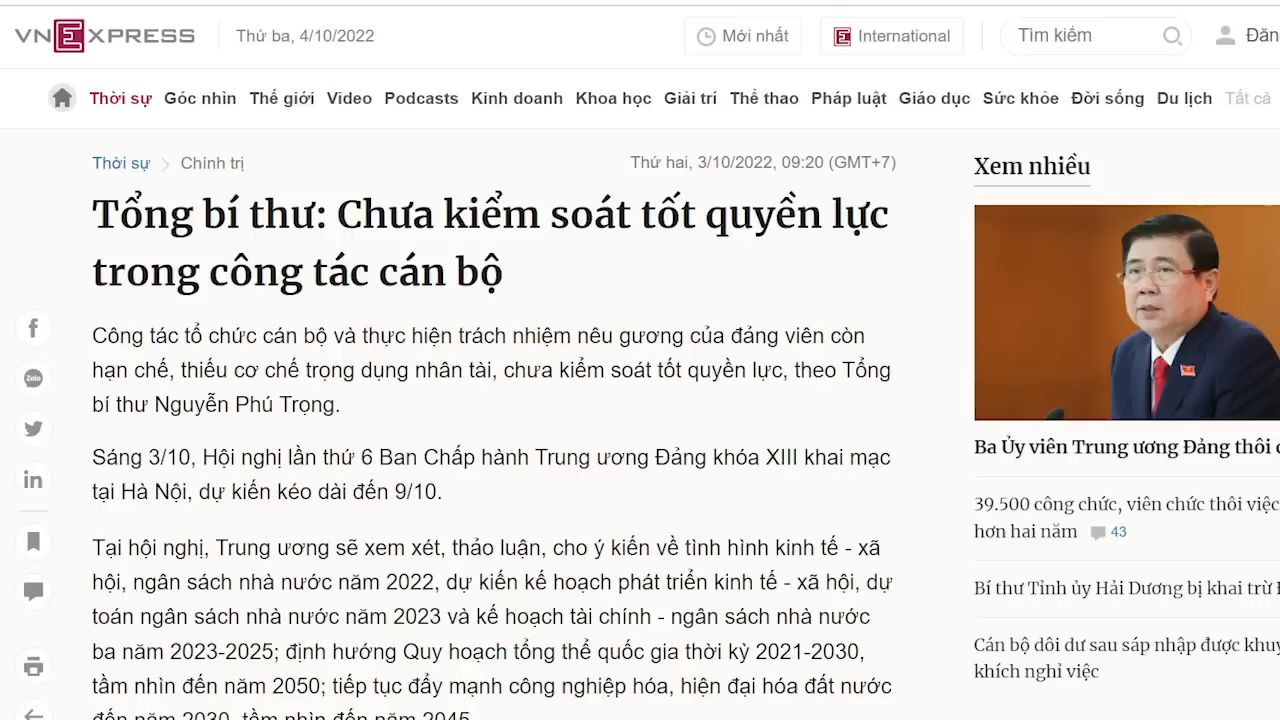 VNEXPRESS
Thứ ba, 4/10/2022
Mới nhất
International
Tìm kiếm
Thời sự Góc nhìn Thế giới Video Podcasts Kinh doanh Khoa học Giải trí Thể thao Pháp luật Giáo dục Sức khỏe Đời sống Du lịch Tất cả
Thời sự > Chính trị
Thứ hai, 3/10/2022, 09:20 (GMT+7)
Tổng bí thư: Chưa kiểm soát tốt quyền lực
trong công tác cán bộ
Công tác tổ chức cán bộ và thực hiện trách nhiệm nêu gương của đảng viên còn
hạn chế, thiếu cơ chế trọng dụng nhân tài, chưa kiểm soát tốt quyền lực, theo Tổng
bí thư Nguyễn Phú Trọng.
Sáng 3/10, Hội nghị lần thứ 6 Ban Chấp hành Trung ương Đảng khóa XIII khai mạc
tại Hà Nội, dự kiến kéo dài đến 9/10.
Tại hội nghị, Trung ương sẽ xem xét, thảo luận, cho ý kiến về tình hình kinh tế - xã
hội, ngân sách nhà nước năm 2022, dự kiến kế hoạch phát triển kinh tế - xã hội, dự
toán ngân sách nhà nước năm 2023 và kế hoạch tài chính - ngân sách nhà nước
ba năm 2023-2025; định hướng Quy hoạch tổng thể quốc gia thời kỳ 2021-2030,
tầm nhìn đến năm 2050; tiếp tục đẩy mạnh công nghiệp hóa, hiện đại hóa đất nước
đến năm 2030, tầm nhìn đến năm 2045.
Zalo
Xem nhiều
Ba Ủy viên Trung ương Đảng thôi
39.500 công chức, viên chức thôi việc
hơn hai năm 43
Bí thư Tỉnh ủy Hải Dương bị khai trừ
Cán bộ dôi dư sau sáp nhập được
khích nghỉ việc